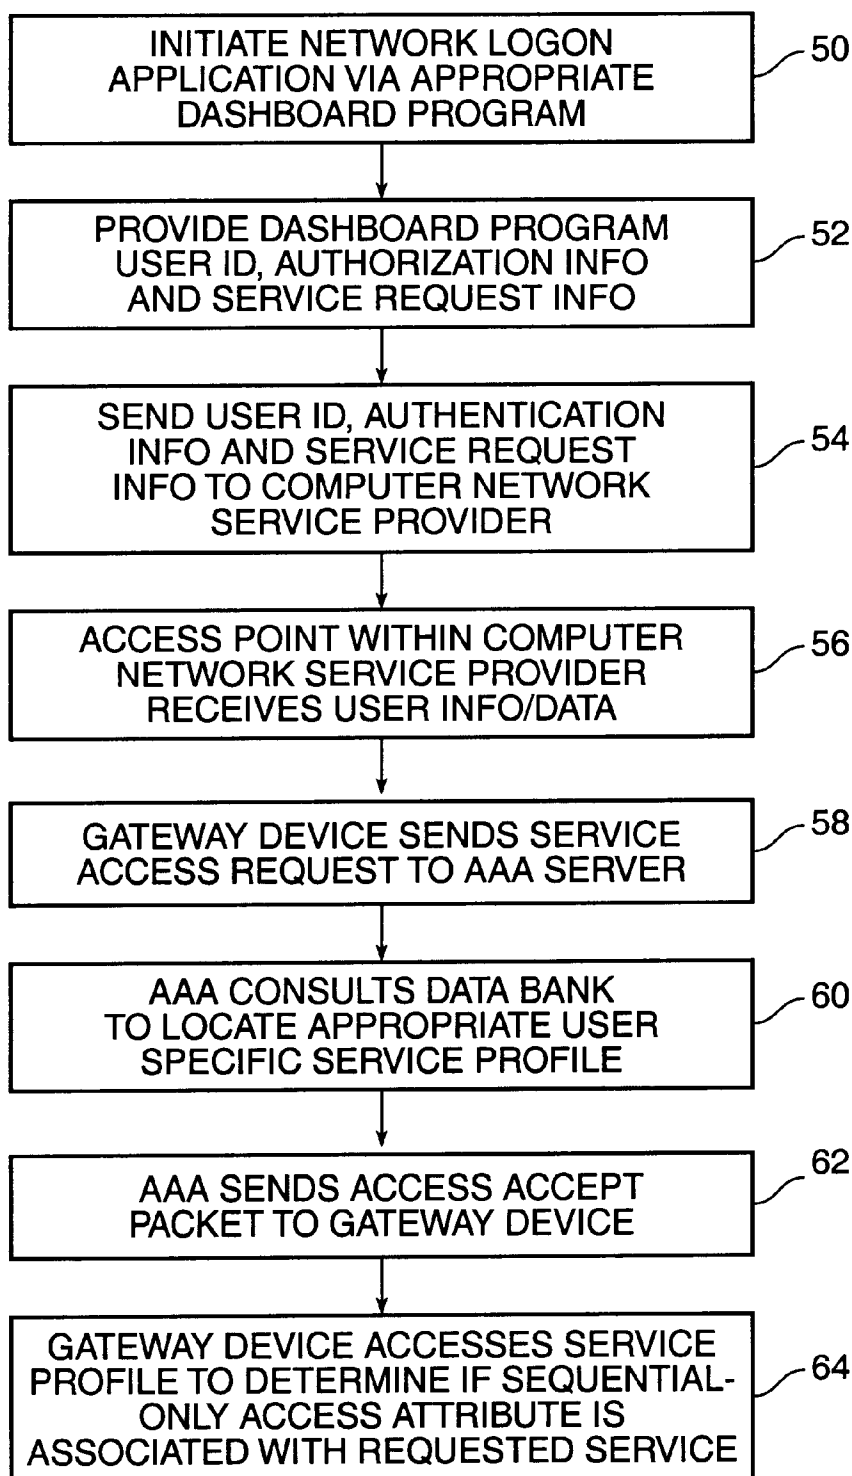 INITIATE NETWORK LOGON
APPLICATION VIA APPROPRIATE
DASHBOARD PROGRAM
50
PROVIDE DASHBOARD PROGRAM
USER ID, AUTHORIZATION INFO
AND SERVICE REQUEST INFO
52
SEND USER ID, AUTHENTICATION
INFO AND SERVICE REQUEST
INFO TO COMPUTER NETWORK
SERVICE PROVIDER
54
ACCESS POINT WITHIN COMPUTER
NETWORK SERVICE PROVIDER
RECEIVES USER INFO/DATA
56
GATEWAY DEVICE SENDS SERVICE
ACCESS REQUEST TO AAA SERVER
58
AAA CONSULTS DATA BANK
TO LOCATE APPROPRIATE USER
SPECIFIC SERVICE PROFILE
60
AAA SENDS ACCESS ACCEPT
PACKET TO GATEWAY DEVICE
62
GATEWAY DEVICE ACCESSES SERVICE
PROFILE TO DETERMINE IF SEQUENTIAL-
ONLY ACCESS ATTRIBUTE IS
ASSOCIATED WITH REQUESTED SERVICE
64